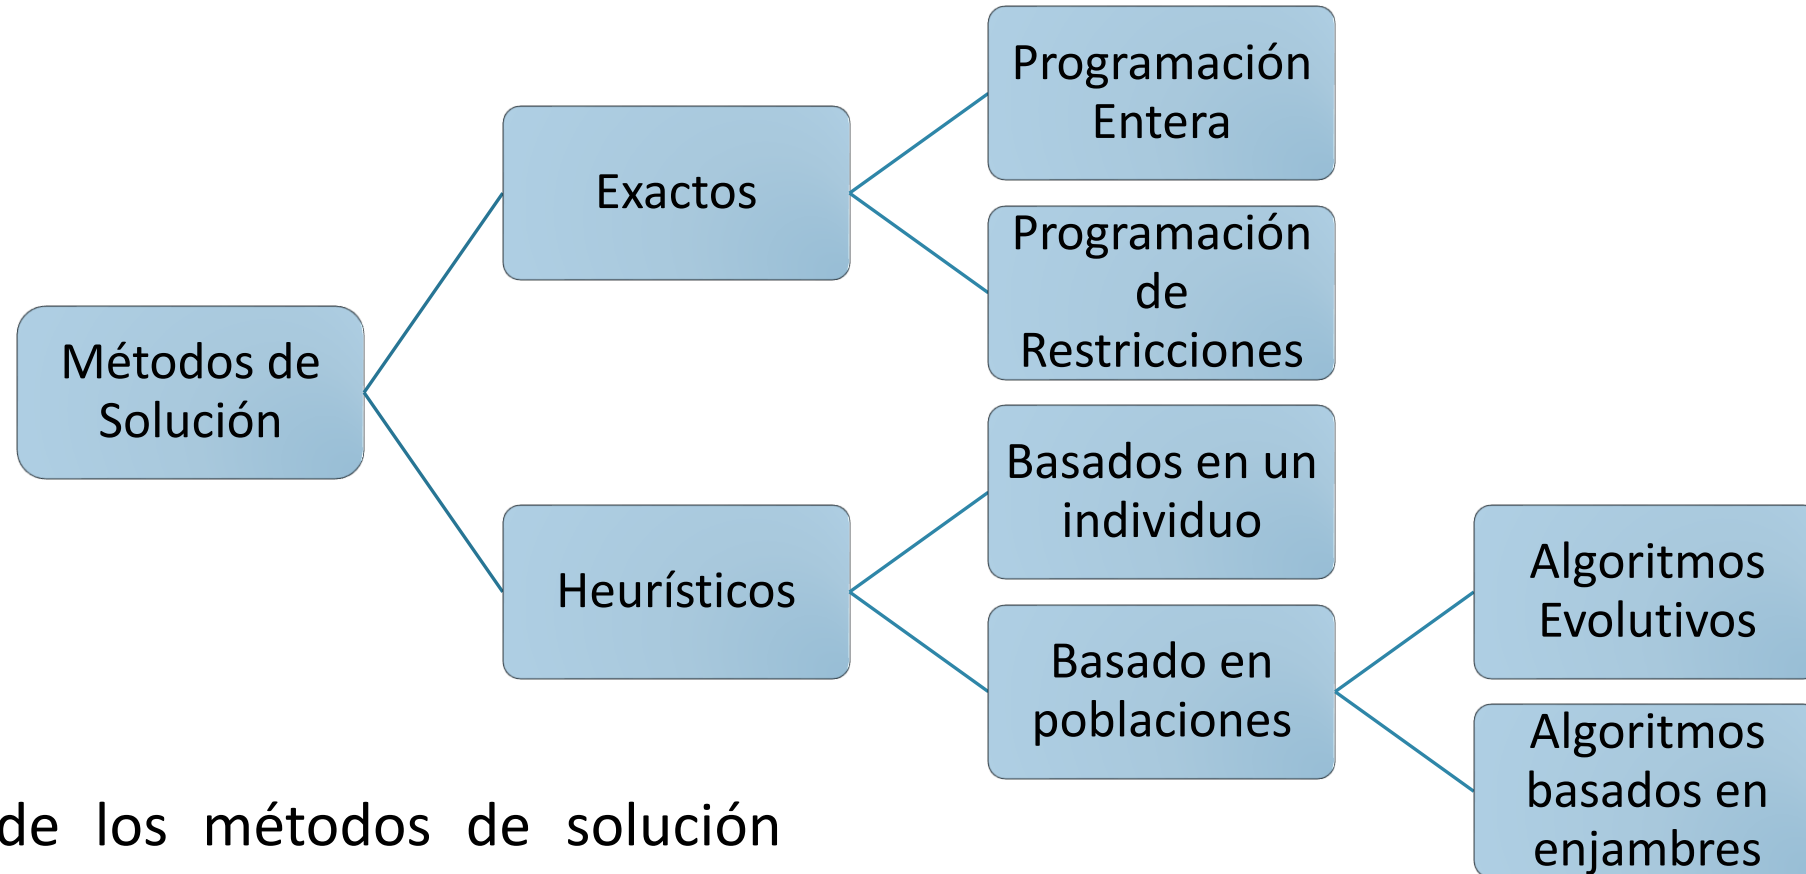 Programación
Entera
Exactos
Programación
de
Restricciones
Métodos de
Solución
Basados en un
individuo
Heurísticos
Algoritmos
Evolutivos
Basado en
poblaciones
Algoritmos
basados en
enjambres
de los métodos de solución